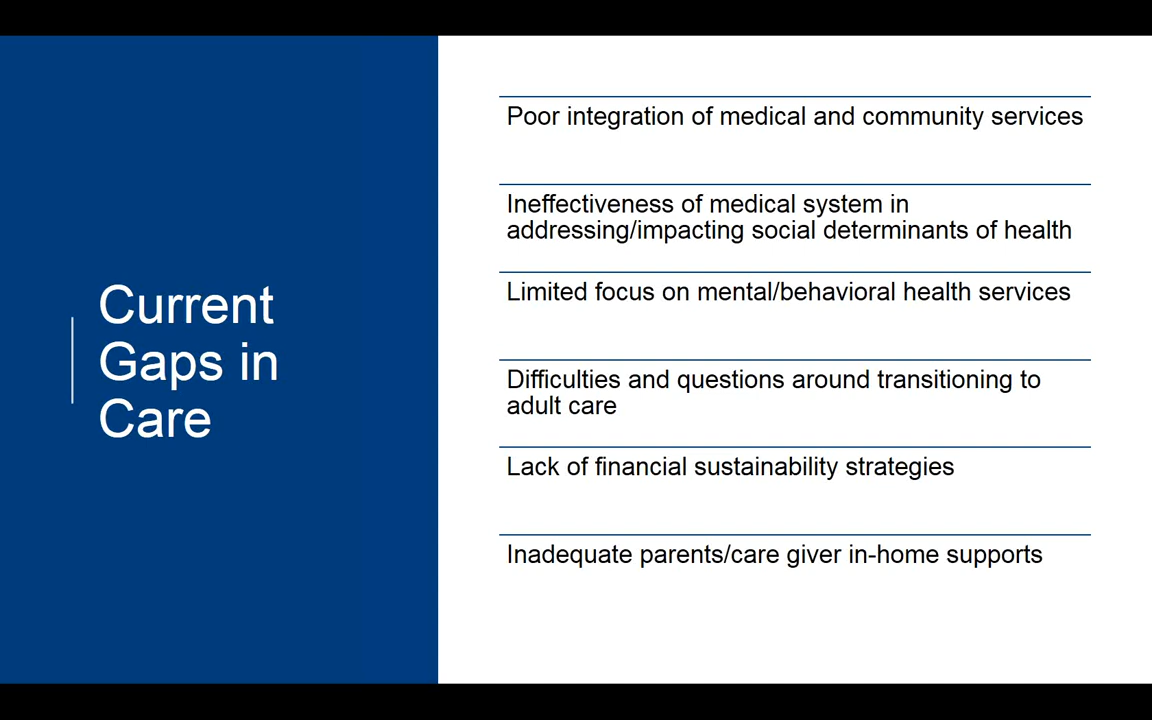 Current
Gaps in
Care
Poor integration of medical and community services
Ineffectiveness of medical system in
addressing/impacting social determinants of health
Limited focus on mental/behavioral health services
Difficulties and questions around transitioning to
adult care
Lack of financial sustainability strategies
Inadequate parents/care giver in-home supports